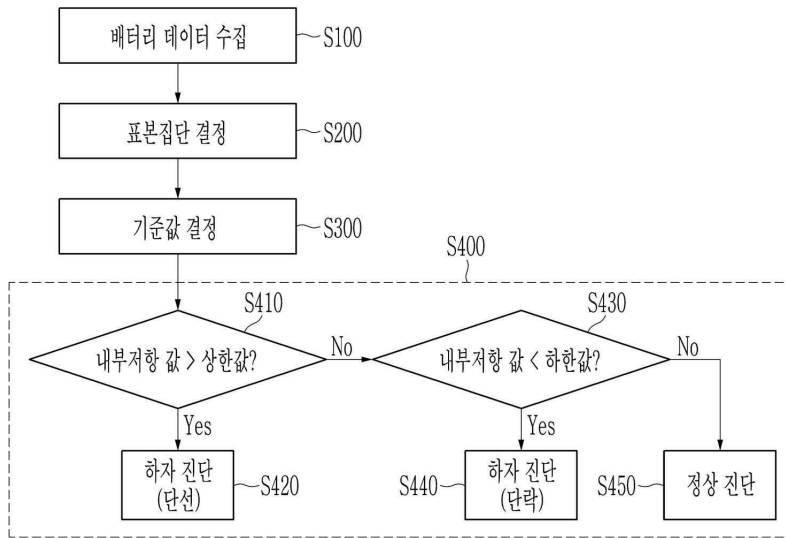 배터리 데이터 수집
S100
표본집단 결정
S200
기준값 결정
S300
S400
S410
내부저항 값 > 상한값?
No
S430
내부저항 값 < 하한값?
No
Yes
Yes
하자 진단
(단선)
S420
S440
하자 진단
(단락)
S450
정상 진단